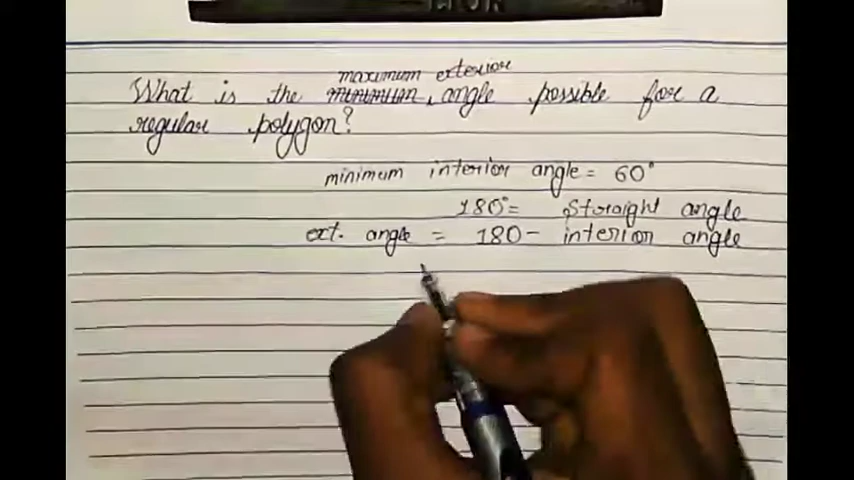 maximum exterior
What is the minimum angle possible for a
regular polygon?
minimum interior angle = 60°
180° = Straight angle
ext. angle = 180 - interior angle